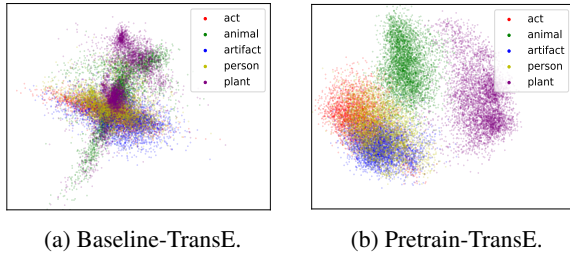 act
animal
artifact
person
plant
act
animal
artifact
person
plant
(a) Baseline-TransE.
(b) Pretrain-TransE.